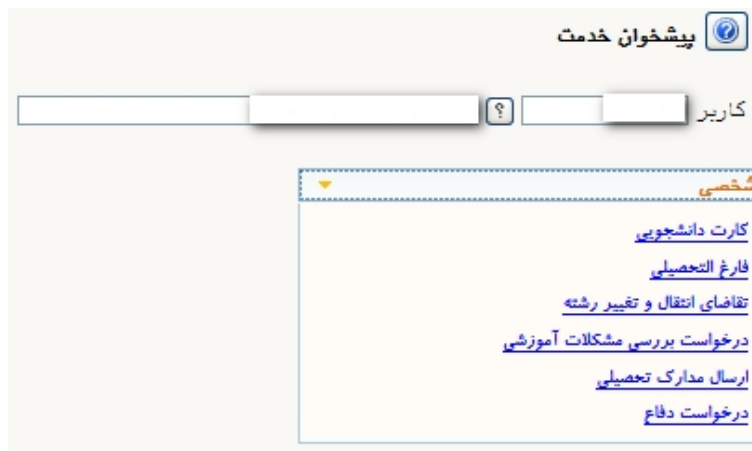 پیشخوان خدمت
کاربر ؟
شخصی
کارت دانشجویی
فارغ التحصیلی
تقاضای انتقال و تغییر رشته
درخواست بررسی مشکلات آموزشی
ارسال مدارک تحصیلی
درخواست دفاع